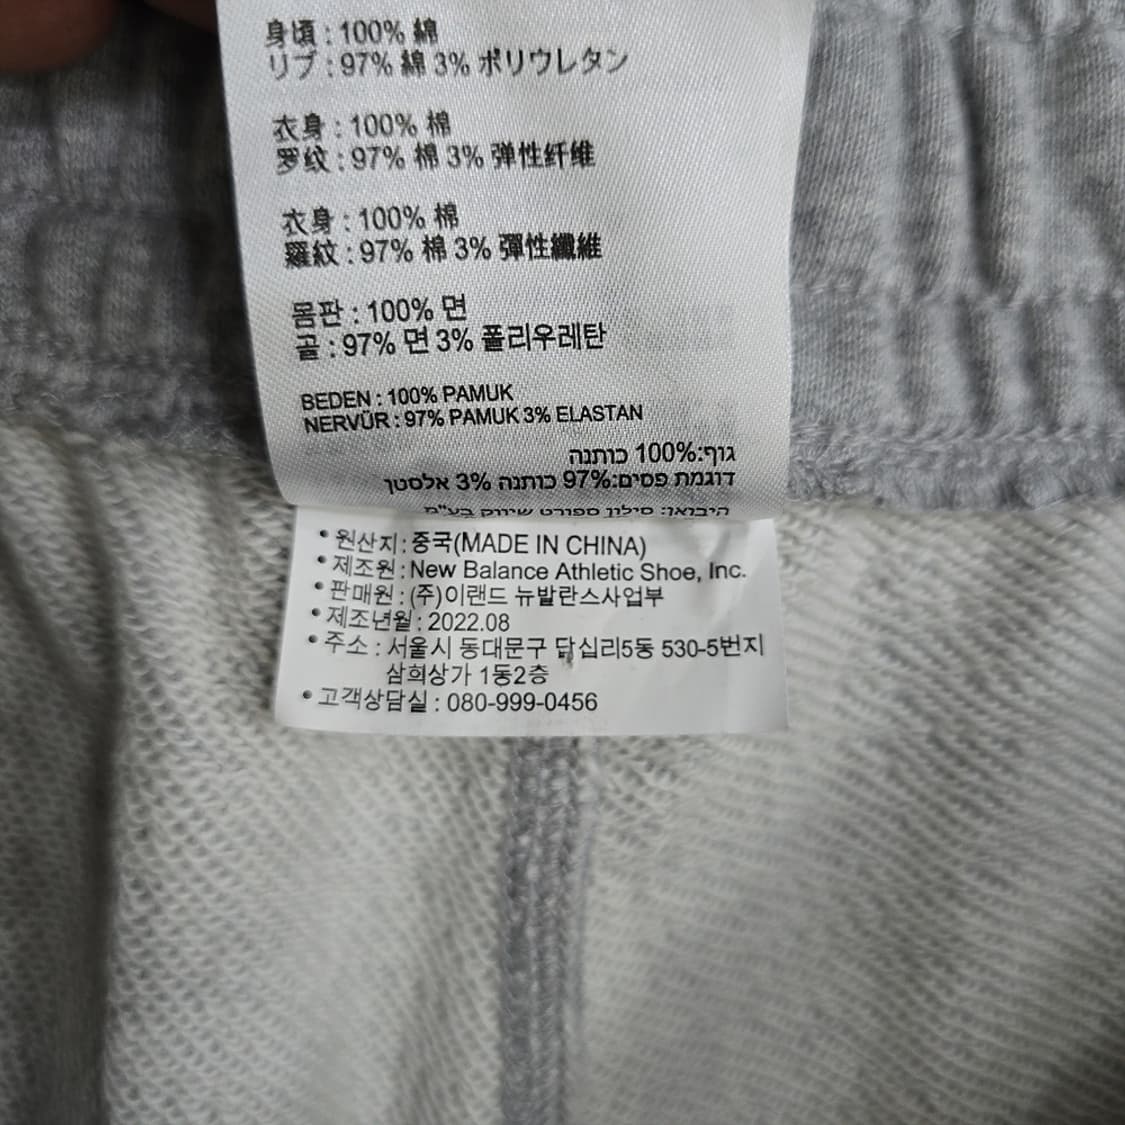 身頃 : 100% 綿
リブ : 97% 綿 3% ポリウレタン
衣身 : 100% 棉
罗纹 : 97% 棉 3% 弹性纤维
衣身 : 100% 棉
羅紋 : 97% 棉 3% 彈性纖維
몸판 : 100% 면
골 : 97% 면 3% 폴리우레탄
BEDEN : 100% PAMUK
NERVÜR : 97% PAMUK 3% ELASTAN
גוף:100% כותנה
דוגמת פסים:97% כותנה 3% אלסטן
היבואן: סילון ספורט שיווק בע"מ
• 원산지 : 중국(MADE IN CHINA)
• 제조원 : New Balance Athletic Shoe, Inc.
• 판매원 : (주)이랜드 뉴발란스사업부
• 제조년월 : 2022.08
• 주소 : 서울시 동대문구 답십리5동 530-5번지
삼희상가 1동2층
• 고객상담실 : 080-999-0456